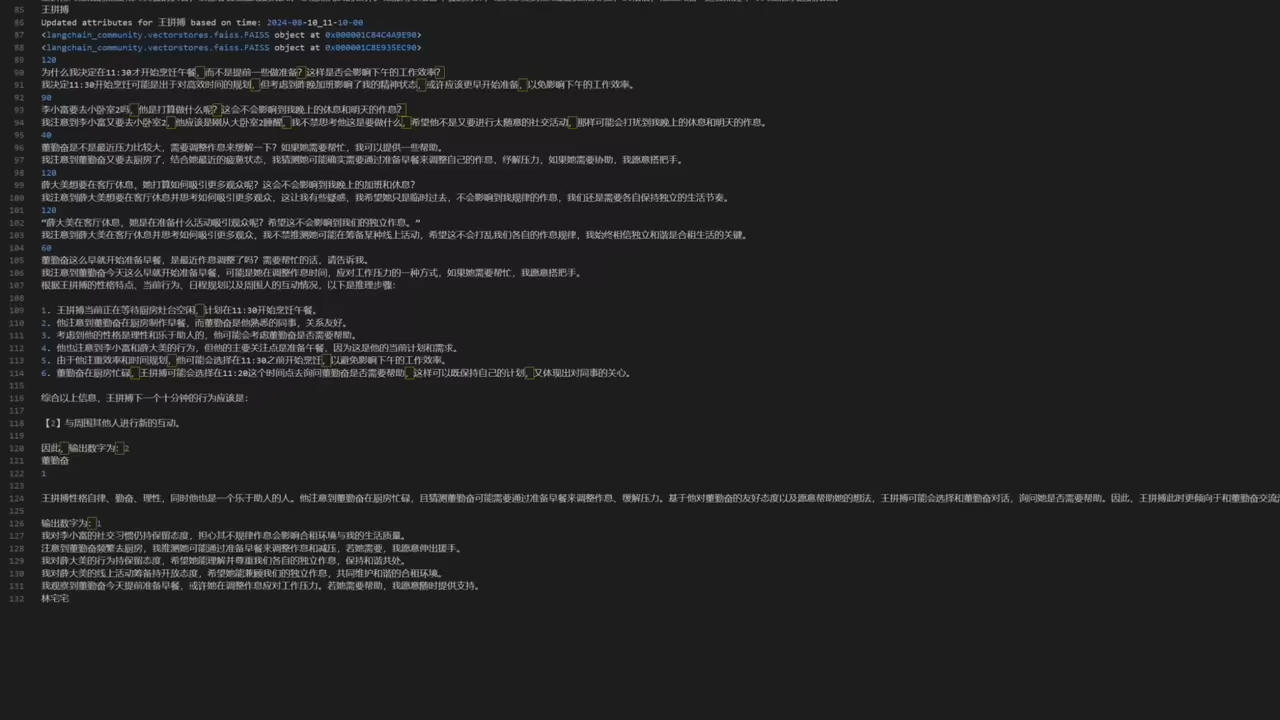 85 王拼搏
86 Updated attributes for 王拼搏 based on time: 2024-08-10_11-10-00
87 <langchain_community.vectorstores.faiss.FAISS object at 0x000001C84C4A9E90>
88 <langchain_community.vectorstores.faiss.FAISS object at 0x000001C8E935EC90>
89 120
90 为什么我决定在11:30才开始烹饪午餐，而不是提前一些做准备？这样是否会影响下午的工作效率？
91 我决定11:30开始烹饪可能是出于对高效时间的规划，但考虑到昨晚加班影响了我的精神状态，或许应该更早开始准备，以免影响下午的工作效率。
92 90
93 李小富要去小卧室2吗，他是打算做什么呢？这会不会影响到我晚上的休息和明天的作息？
94 我注意到李小富又要去小卧室2，他应该是刚从大卧室2睡醒，我不禁思考他这是要做什么，希望他不是又要进行太随意的社交活动，那样可能会打扰到我晚上的休息和明天的作息。
95 40
96 董勤奋是不是最近压力比较大，需要调整作息来缓解一下？如果她需要帮忙，我可以提供一些帮助。
97 我注意到董勤奋又要去厨房了，结合她最近的疲惫状态，我猜测她可能确实需要通过准备早餐来调整自己的作息，纾解压力，如果她需要协助，我愿意搭把手。
98 120
99 薛大美想要在客厅休息，她打算如何吸引更多观众呢？这会不会影响到我晚上的加班和休息？
100 我注意到薛大美想要在客厅休息并思考如何吸引更多观众，这让我有些疑惑，我希望她只是临时过去，不会影响到我规律的作息，我们还是需要各自保持独立的生活节奏。
101 120
102 “薛大美在客厅休息，她是在准备什么活动吸引观众呢？希望这不会影响到我们的独立作息。”
103 我注意到薛大美在客厅休息并思考如何吸引更多观众，我不禁推测她可能在筹备某种线上活动，希望这不会打乱我们各自的作息规律，我始终相信独立和谐是合租生活的关键。
104 60
105 董勤奋这么早就开始准备早餐，是最近作息调整了吗？需要帮忙的话，请告诉我。
106 我注意到董勤奋今天这么早就开始准备早餐，可能是她在调整作息时间，应对工作压力的一种方式，如果她需要帮忙，我愿意搭把手。
107 根据王拼搏的性格特点、当前行为、日程规划以及周围人的互动情况，以下是推理步骤：
108
109 1. 王拼搏当前正在等待厨房灶台空闲，计划在11:30开始烹饪午餐。
110 2. 他注意到董勤奋在厨房制作早餐，而董勤奋是他熟悉的同事，关系友好。
111 3. 考虑到他的性格是理性和乐于助人的，他可能会考虑董勤奋是否需要帮助。
112 4. 他也注意到李小富和薛大美的行为，但他的主要关注点是准备午餐，因为这是他的当前计划和需求。
113 5. 由于他注重效率和时间规划，他可能会选择在11:30之前开始烹饪，以避免影响下午的工作效率。
114 6. 董勤奋在厨房忙碌，王拼搏可能会选择在11:20这个时间点去询问董勤奋是否需要帮助，这样可以既保持自己的计划，又体现出对同事的关心。
115
116 综合以上信息，王拼搏下一个十分钟的行为应该是：
117
118 【2】与周围其他人进行新的互动。
119
120 因此，输出数字为：2
121 董勤奋
122 1
123
124 王拼搏性格自律、勤奋、理性，同时他也是一个乐于助人的人。他注意到董勤奋在厨房忙碌，且猜测董勤奋可能需要通过准备早餐来调整作息、缓解压力。基于他对董勤奋的友好态度以及愿意帮助她的想法，王拼搏可能会选择和董勤奋对话，询问她是否需要帮助。因此，王拼搏此时更倾向于和董勤奋交流
125
126 输出数字为：1
127 我对李小富的社交习惯仍持保留态度，担心其不规律作息会影响合租环境与我的生活质量。
128 注意到董勤奋频繁去厨房，我推测她可能通过准备早餐来调整作息和减压，若她需要，我愿意伸出援手。
129 我对薛大美的行为持保留态度，希望她能理解并尊重我们各自的独立作息，保持和谐共处。
130 我对薛大美的线上活动筹备持开放态度，希望她能兼顾我们的独立作息，共同维护和谐的合租环境。
131 我观察到董勤奋今天提前准备早餐，或许她在调整作息应对工作压力。若她需要帮助，我愿意随时提供支持。
132 林宅宅